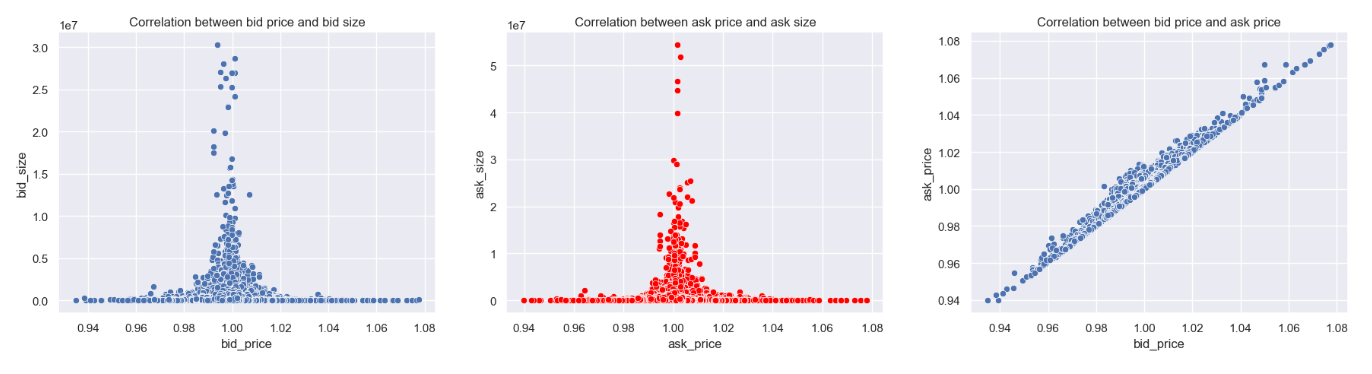 Correlation between bid price and bid size
1e7
3.0
2.5
2.0
1.5
1.0
0.5
0.0
bid_size
0.94 0.96 0.98 1.00 1.02 1.04 1.06 1.08
bid_price
Correlation between ask price and ask size
1e7
5
4
3
2
1
0
ask_size
0.94 0.96 0.98 1.00 1.02 1.04 1.06 1.08
ask_price
Correlation between bid price and ask price
1.08
1.06
1.04
1.02
1.00
0.98
0.96
0.94
ask_price
0.94 0.96 0.98 1.00 1.02 1.04 1.06 1.08
bid_price